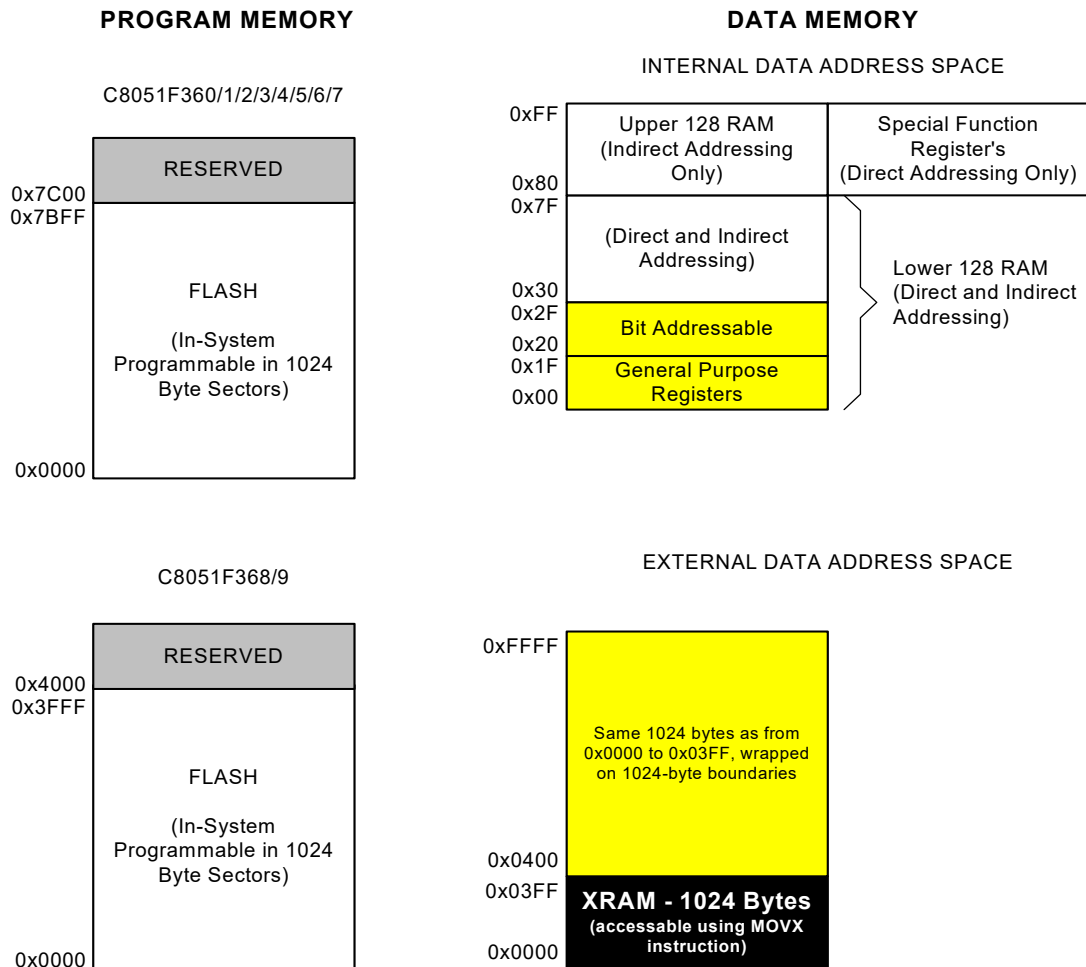 PROGRAM MEMORY
C8051F360/1/2/3/4/5/6/7
RESERVED
0x7C00
0x7BFF
FLASH
(In-System
Programmable in 1024
Byte Sectors)
0x0000
C8051F368/9
RESERVED
0x4000
0x3FFF
FLASH
(In-System
Programmable in 1024
Byte Sectors)
0x0000
DATA MEMORY
INTERNAL DATA ADDRESS SPACE
0xFF
Upper 128 RAM
(Indirect Addressing
Only)
Special Function
Register's
(Direct Addressing Only)
0x80
0x7F
(Direct and Indirect
Addressing)
0x30
0x2F
Bit Addressable
0x20
0x1F
General Purpose
Registers
0x00
Lower 128 RAM
(Direct and Indirect
Addressing)
EXTERNAL DATA ADDRESS SPACE
0xFFFF
Same 1024 bytes as from
0x0000 to 0x03FF, wrapped
on 1024-byte boundaries
0x0400
0x03FF
XRAM - 1024 Bytes
(accessable using MOVX
instruction)
0x0000